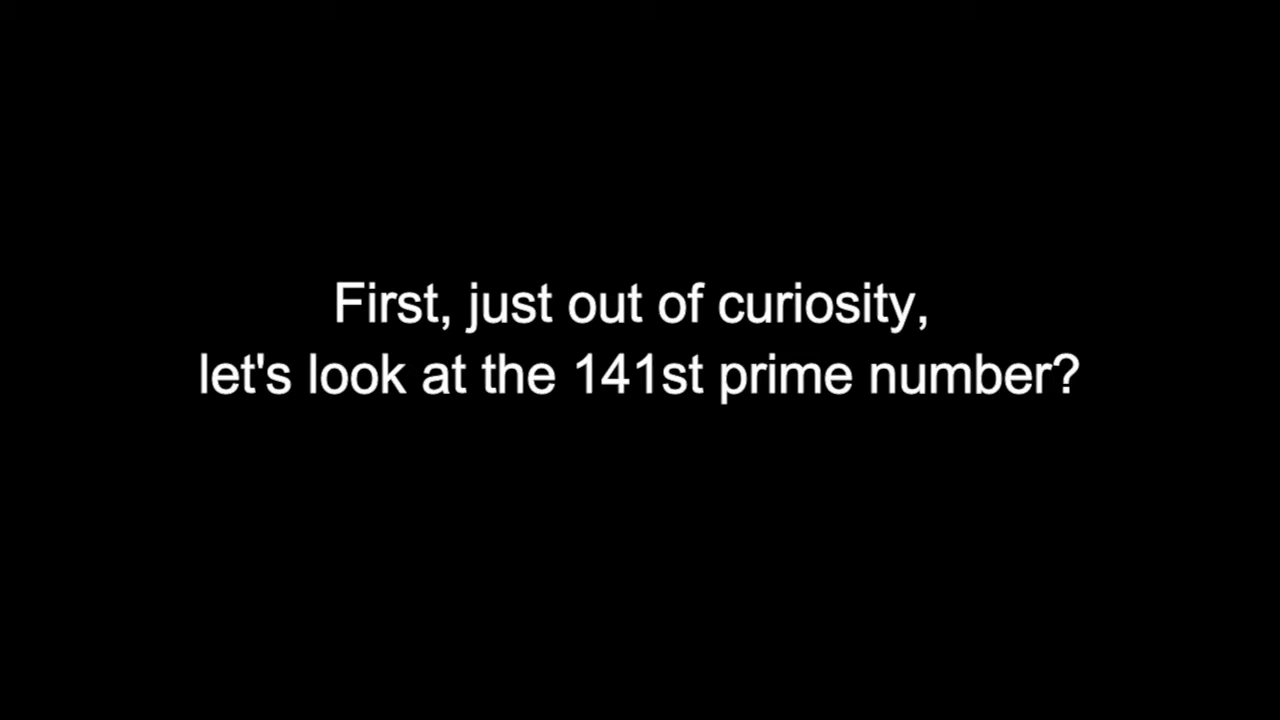 First, just out of curiosity,
let's look at the 141st prime number?